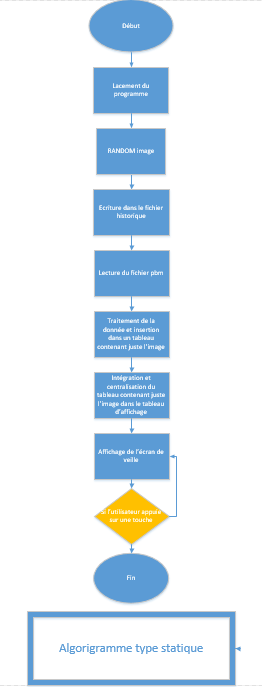 Début
Lacement du
programme
RANDOM image
Ecriture dans le fichier
historique
Lecture du fichier pbm
Traitement de la
donnée et insertion
dans un tableau
contenant juste l'image
Intégration et
centralisation du
tableau contenant juste
l'image dans le tableau
d'affichage
Affichage de l'écran de
veille
Si l'utilisateur appuie
sur une touche
Fin
Algorigramme type statique